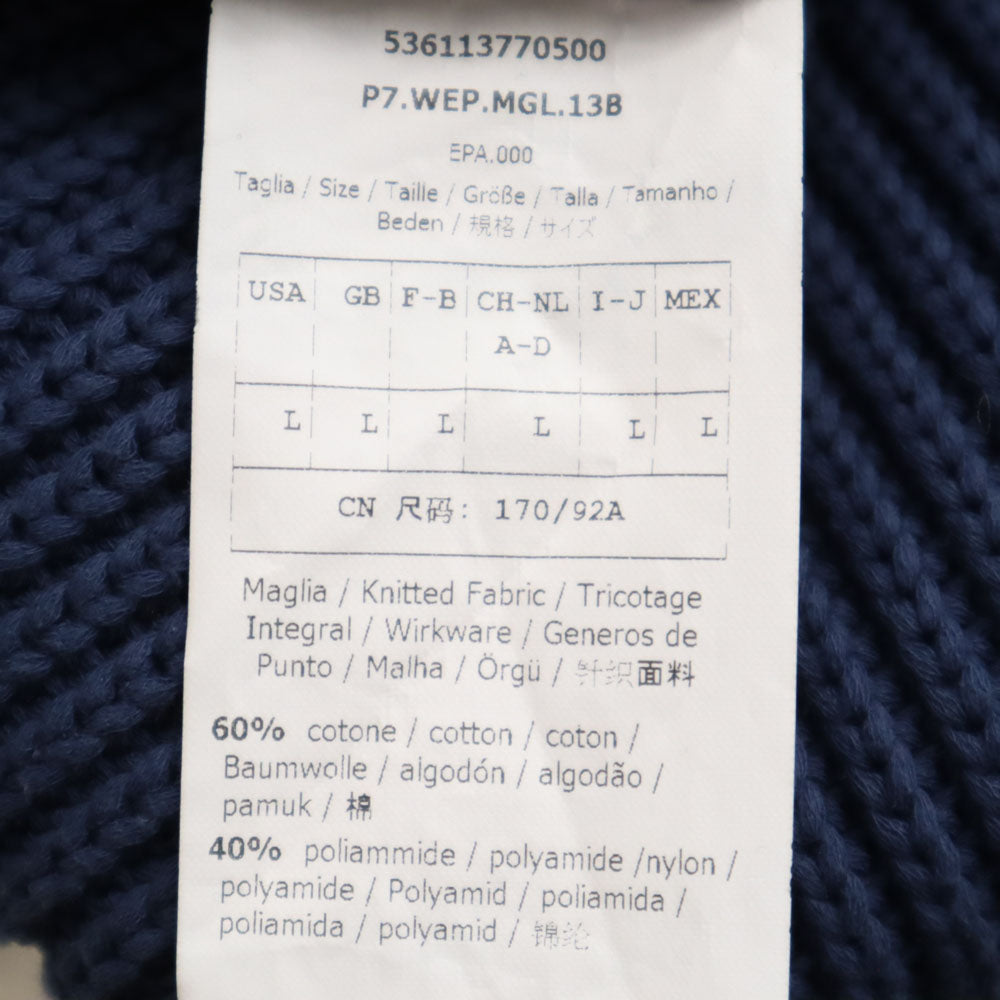 536113770500
P7.WEP.MGL.13B
EPA.000
Taglia / Size / Taille / Größe / Talla / Tamanho /
Beden / 規格 / サイズ
USA GB F-B CH-NL I-J MEX
A-D
L L L L L L
CN 尺码: 170/92A
Maglia / Knitted Fabric / Tricotage
Integral / Wirkware / Generos de
Punto / Malha / Örgü / 针织面料
60% cotone / cotton / coton /
Baumwolle / algodón / algodão /
pamuk / 棉
40% poliammide / polyamide /nylon /
polyamide / Polyamid / poliamida /
poliamida / polyamid / 锦纶